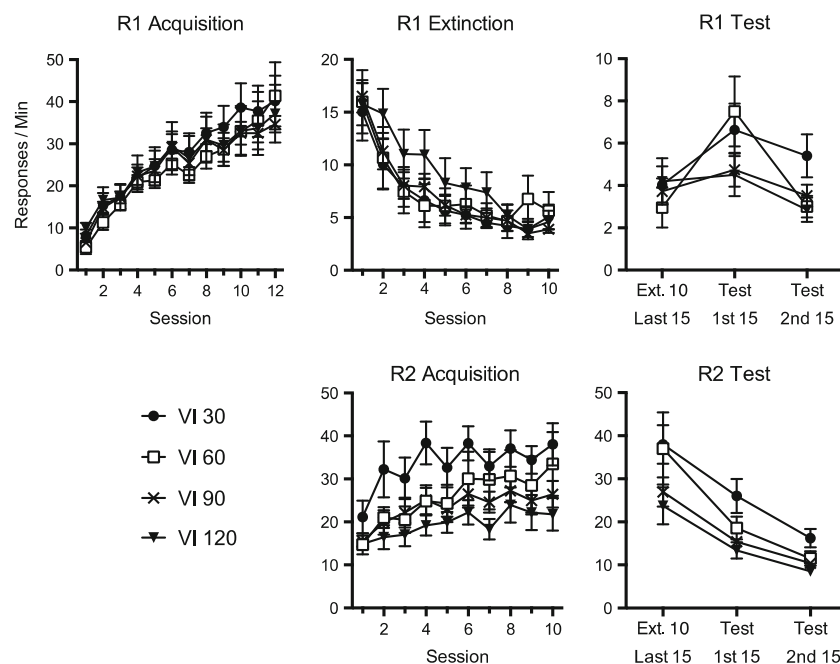 R1 Acquisition
R1 Extinction
R1 Test
Responses / Min
50
40
30
20
10
0
2 4 6 8 10 12
Session
20
15
10
5
0
2 4 6 8 10
Session
10
8
6
4
2
0
Ext. 10 Test Test
Last 15 1st 15 2nd 15
VI 30
VI 60
VI 90
VI 120
R2 Acquisition
50
40
30
20
10
0
2 4 6 8 10
Session
R2 Test
50
40
30
20
10
0
Ext. 10 Test Test
Last 15 1st 15 2nd 15